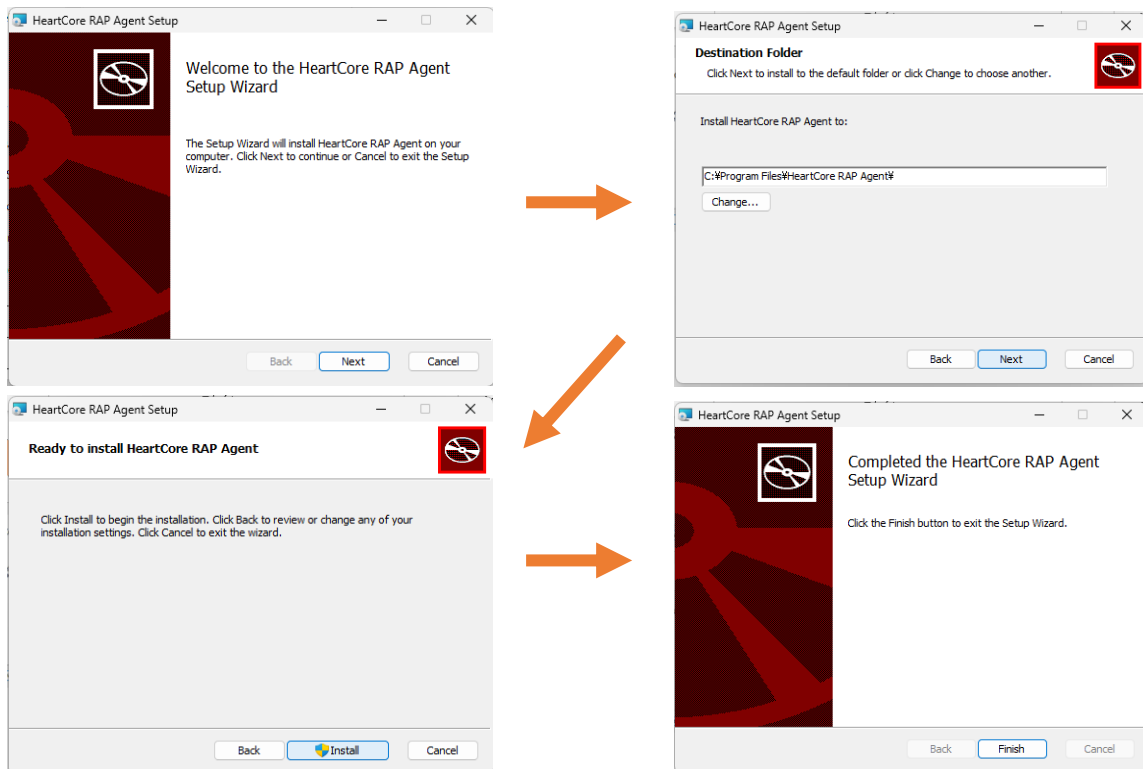 HeartCore RAP Agent Setup
Welcome to the HeartCore RAP Agent
Setup Wizard
The Setup Wizard will install HeartCore RAP Agent on your
computer. Click Next to continue or Cancel to exit the Setup
Wizard.
Back
Next
Cancel
HeartCore RAP Agent Setup
Destination Folder
Click Next to install to the default folder or click Change to choose another.
Install HeartCore RAP Agent to:
C:¥Program Files¥HeartCore RAP Agent¥
Change...
Back
Next
Cancel
HeartCore RAP Agent Setup
Ready to install HeartCore RAP Agent
Click Install to begin the installation. Click Back to review or change any of your
installation settings. Click Cancel to exit the wizard.
Back
Install
Cancel
HeartCore RAP Agent Setup
Completed the HeartCore RAP Agent
Setup Wizard
Click the Finish button to exit the Setup Wizard.
Back
Finish
Cancel